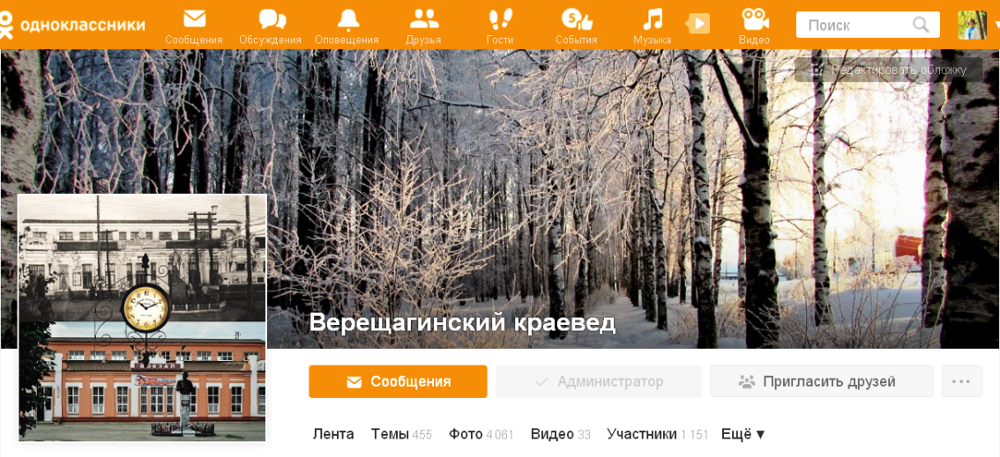 одноклассники
Сообщения
Обсуждения
Оповещения
Друзья
Гости
5
События
Музыка
Видео
Поиск
Редактировать обложку
ВОКЗАЛ
Верещагинский краевед
Сообщения
Администратор
Пригласить друзей
Лента Темы 455 Фото 4 061 Видео 33 Участники 1 151 Ещё